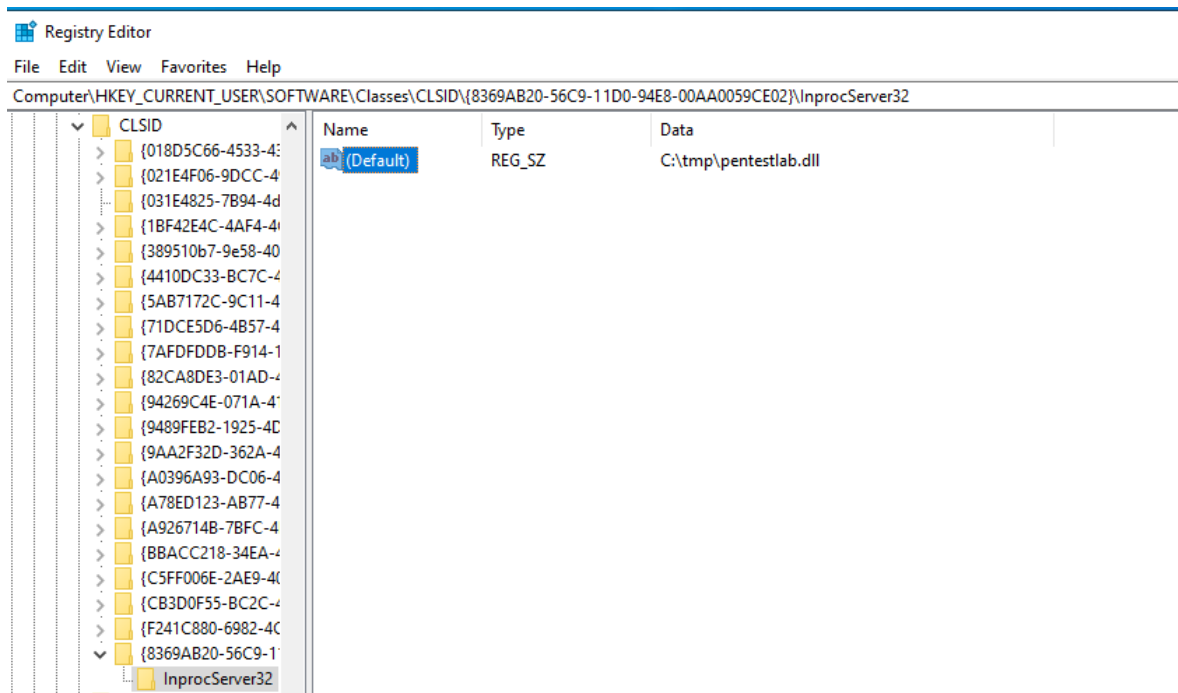 Registry Editor
File Edit View Favorites Help
Computer\HKEY_CURRENT_USER\SOFTWARE\Classes\CLSID\{8369AB20-56C9-11D0-94E8-00AA0059CE02}\InprocServer32
CLSID
Name Type Data
{018D5C66-4533-43
ab (Default) REG_SZ C:\tmp\pentestlab.dll
{021E4F06-9DCC-4
{031E4825-7B94-4d
{1BF42E4C-4AF4-4
{389510b7-9e58-40
{4410DC33-BC7C-4
{5AB7172C-9C11-4
{71DCE5D6-4B57-4
{7AFDFDDB-F914-1
{82CA8DE3-01AD-4
{94269C4E-071A-41
{9489FEB2-1925-4D
{9AA2F32D-362A-4
{A0396A93-DC06-4
{A78ED123-AB77-4
{A926714B-7BFC-4
{BBACC218-34EA-4
{C5FF006E-2AE9-40
{CB3D0F55-BC2C-4
{F241C880-6982-4C
{8369AB20-56C9-1
InprocServer32